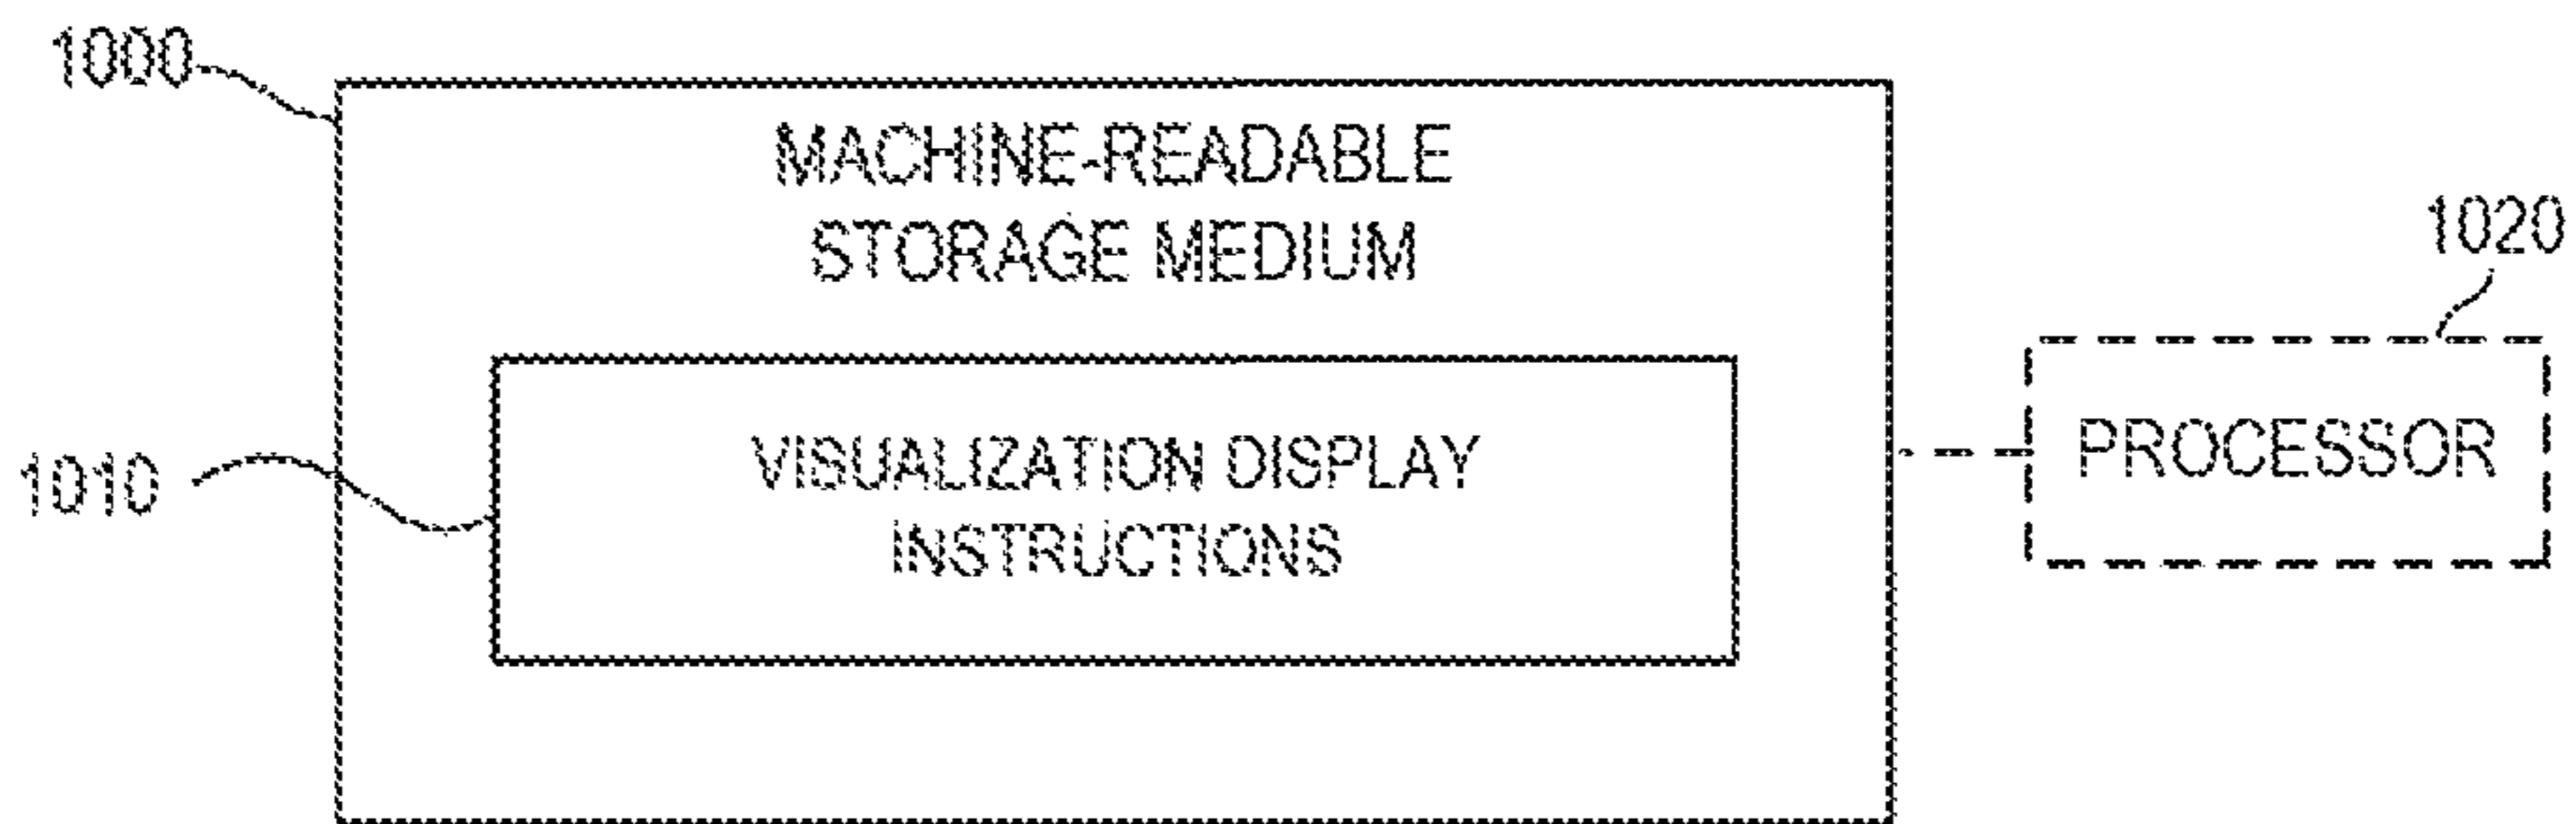 1000
MACHINE-READABLE
STORAGE MEDIUM
1020
VISUALIZATION DISPLAY
INSTRUCTIONS
PROCESSOR
1010